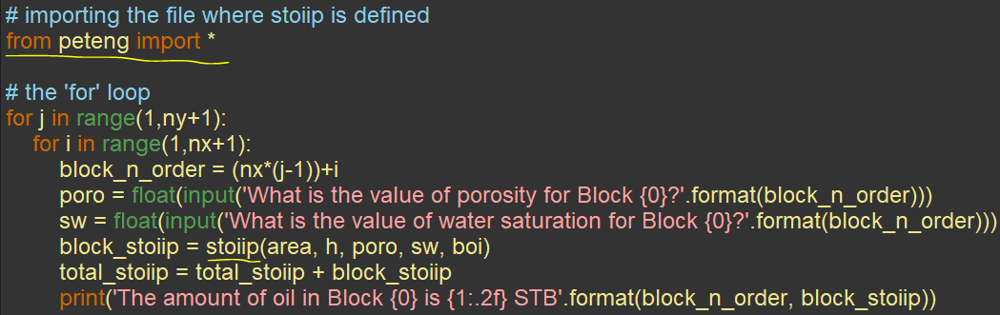 # importing the file where stoiip is defined
from peteng import *
# the 'for' loop
for j in range(1,ny+1):
for i in range(1,nx+1):
block_n_order = (nx*(j-1))+i
poro = float(input('What is the value of porosity for Block {0}?'.format(block_n_order)))
sw = float(input('What is the value of water saturation for Block {0}?'.format(block_n_order)))
block_stoiip = stoiip(area, h, poro, sw, boi)
total_stoiip = total_stoiip + block_stoiip
print('The amount of oil in Block {0} is {1:.2f} STB'.format(block_n_order, block_stoiip))